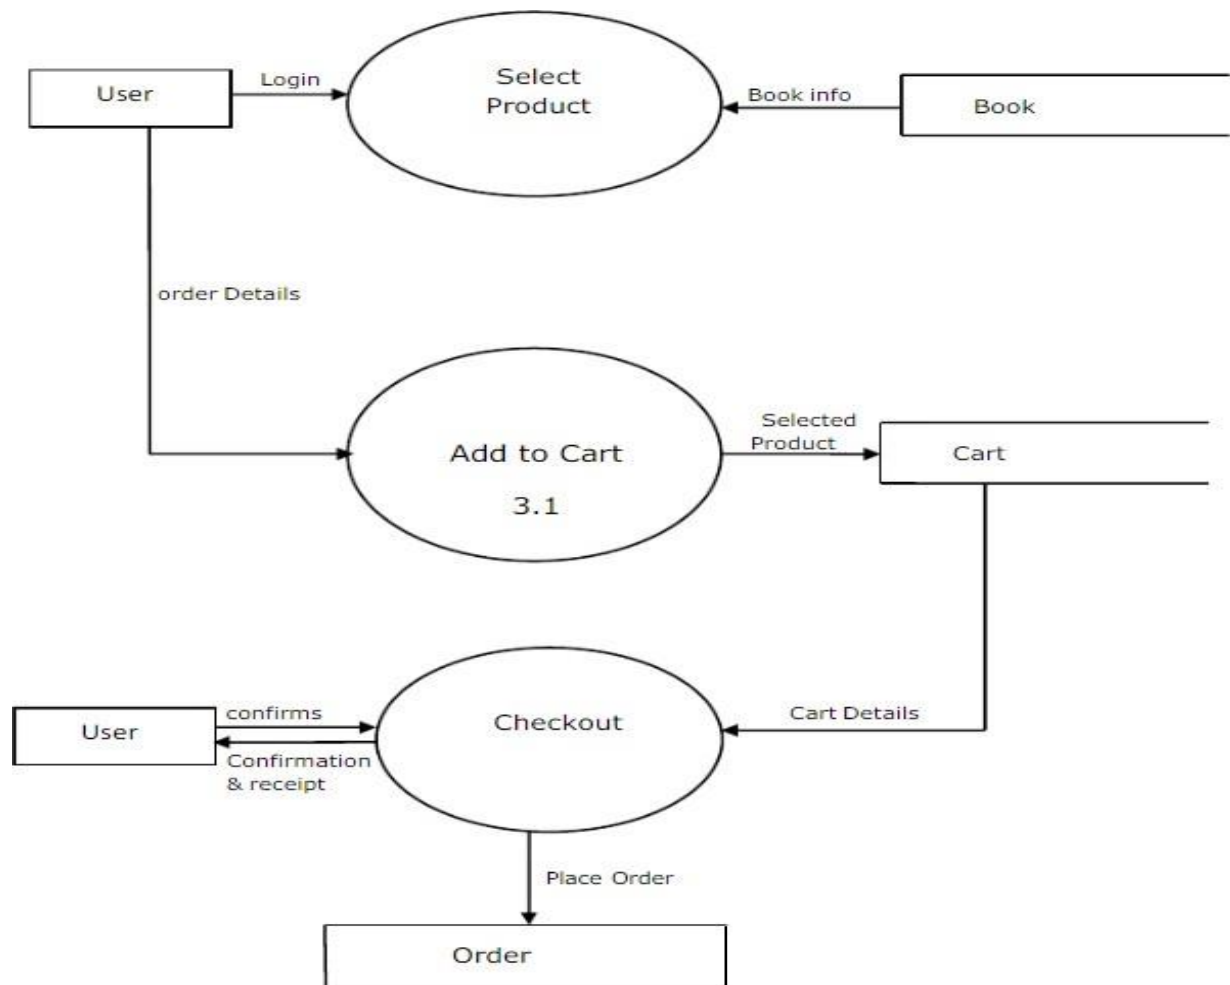 User
Login
Select
Product
Book info
Book
order Details
Add to Cart
3.1
Selected
Product
Cart
User
confirms
Confirmation
& receipt
Checkout
Cart Details
Place Order
Order